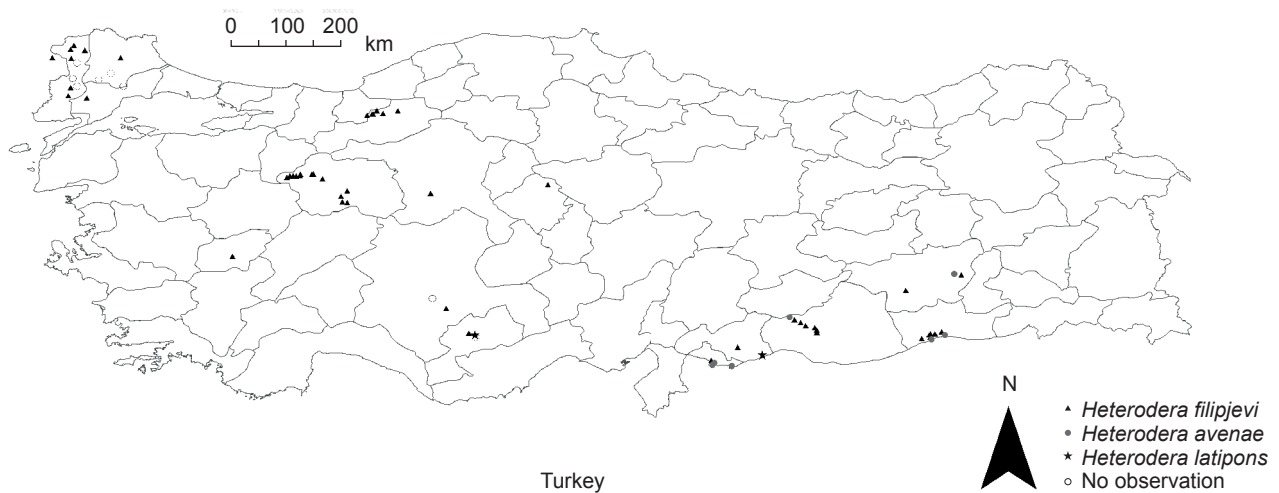 0 100 200
km
N
Heterodera filipjevi
Heterodera avenae
Heterodera latipons
No observation
Turkey